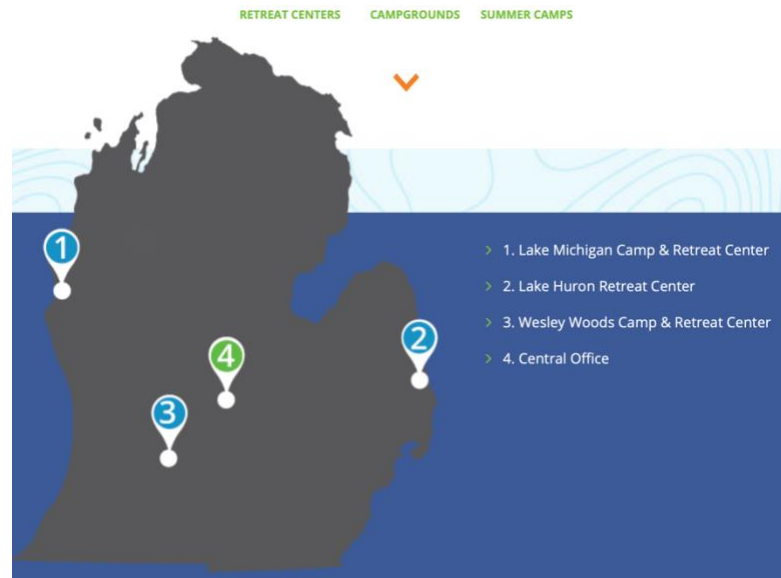 RETREAT CENTERS CAMPGROUNDS SUMMER CAMPS
1
1. Lake Michigan Camp & Retreat Center
2. Lake Huron Retreat Center
3. Wesley Woods Camp & Retreat Center
4. Central Office
2
4
3